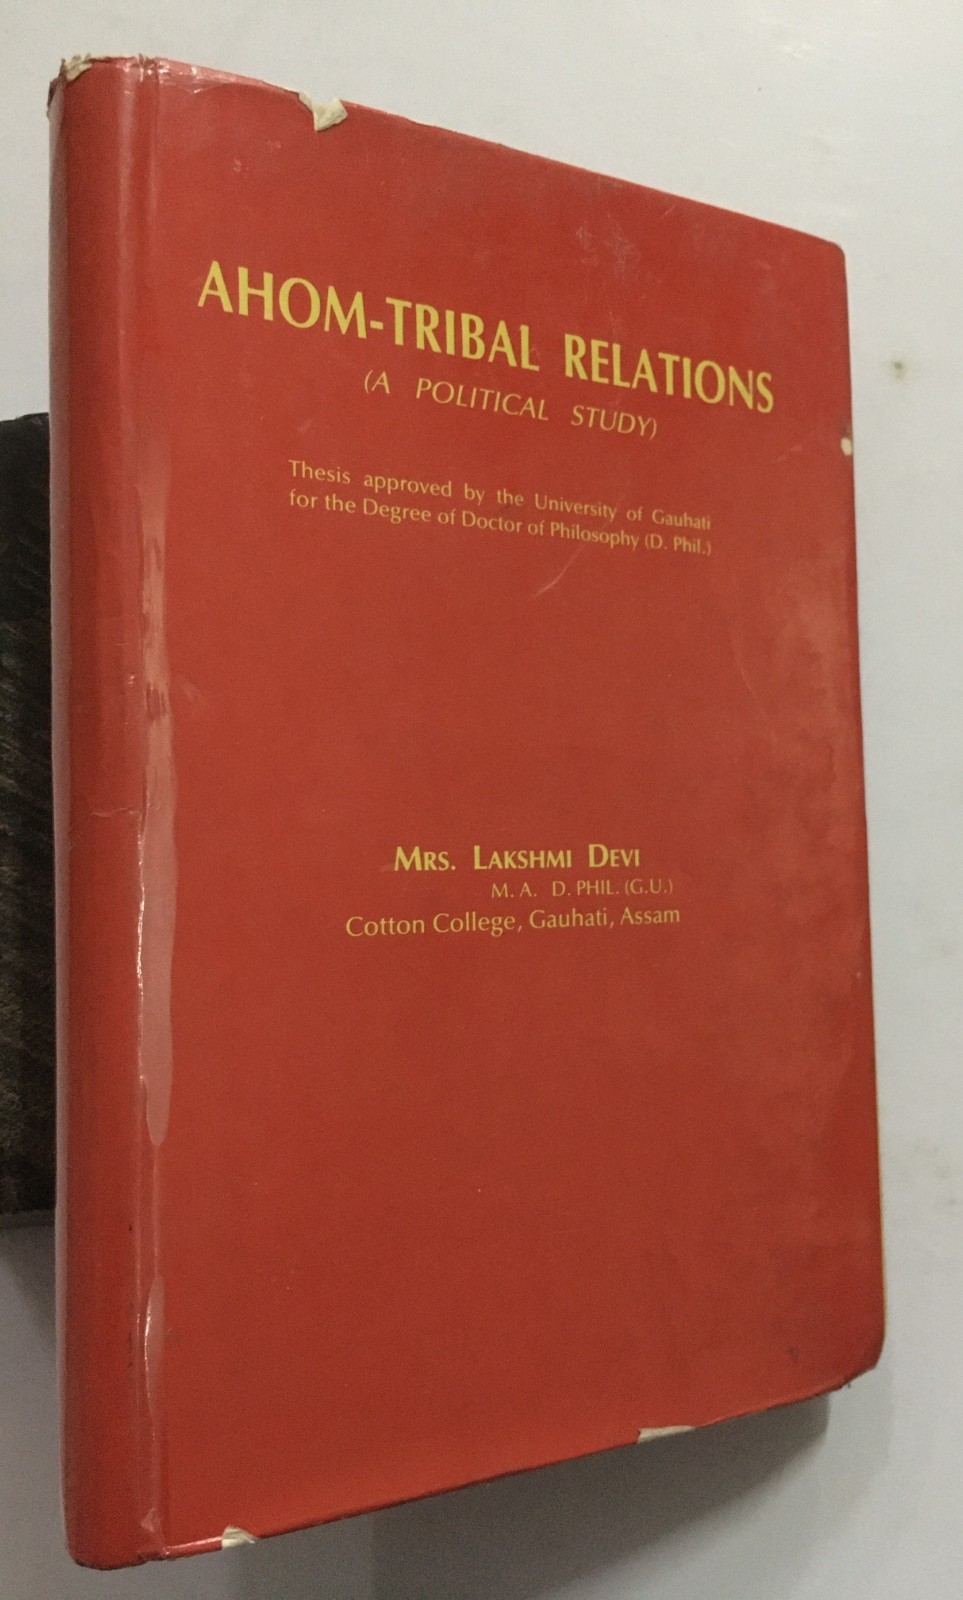 AHOM-TRIBAL RELATIONS
(A POLITICAL STUDY)
Thesis approved by the University of Gauhati
for the Degree of Doctor of Philosophy (D. Phil.)
MRS. LAKSHMI DEVI
M. A. D. PHIL. (G.U.)
Cotton College, Gauhati, Assam